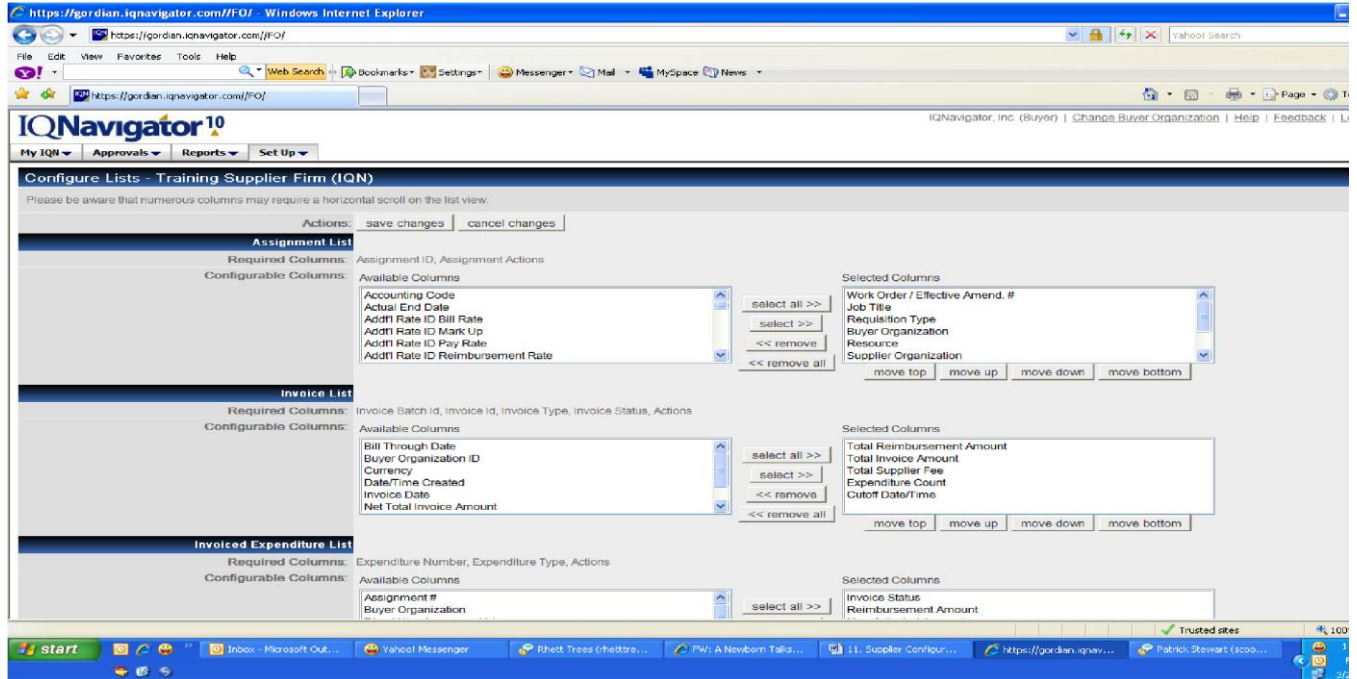 https://gordian.iqnavigator.com//FO/ - Windows Internet Explorer
https://gordian.iqnavigator.com//FO/
Yahoo! Search
File Edit View Favorites Tools Help
Y! Web Search Bookmarks Settings Messenger Mail MySpace News
https://gordian.iqnavigator.com//FO/ Page
IQNavigator 10
IQNavigator, Inc. (Buyer) | Change Buyer Organization | Help | Feedback |
My IQN Approvals Reports Set Up
Configure Lists - Training Supplier Firm (IQN)
Please be aware that numerous columns may require a horizontal scroll on the list view.
Actions: save changes cancel changes
Assignment List
Required Columns: Assignment ID, Assignment Actions
Configurable Columns: Available Columns
Accounting Code
Actual End Date
Addt'l Rate ID Bill Rate
Addt'l Rate ID Mark Up
Addt'l Rate ID Pay Rate
Addt'l Rate ID Reimbursement Rate
select all >>
select >>
<< remove
<< remove all
Selected Columns
Work Order / Effective Amend. #
Job Title
Requisition Type
Buyer Organization
Resource
Supplier Organization
move top move up move down move bottom
Invoice List
Required Columns: Invoice Batch Id, Invoice Id, Invoice Type, Invoice Status, Actions
Configurable Columns: Available Columns
Bill Through Date
Buyer Organization ID
Currency
Date/Time Created
Invoice Date
Net Total Invoice Amount
select all >>
select >>
<< remove
<< remove all
Selected Columns
Total Reimbursement Amount
Total Invoice Amount
Total Supplier Fee
Expenditure Count
Cutoff Date/Time
move top move up move down move bottom
Invoiced Expenditure List
Required Columns: Expenditure Number, Expenditure Type, Actions
Configurable Columns: Available Columns
Assignment #
Buyer Organization
select all >>
Selected Columns
Invoice Status
Reimbursement Amount
Trusted sites 100
start Inbox - Microsoft Out... Yahoo! Messenger Rhett Trees (rhettre... FW: A Newborn Talks... 11. Supplier Configur... https://gordian.iqnav... Patrick Stewart (scoo...